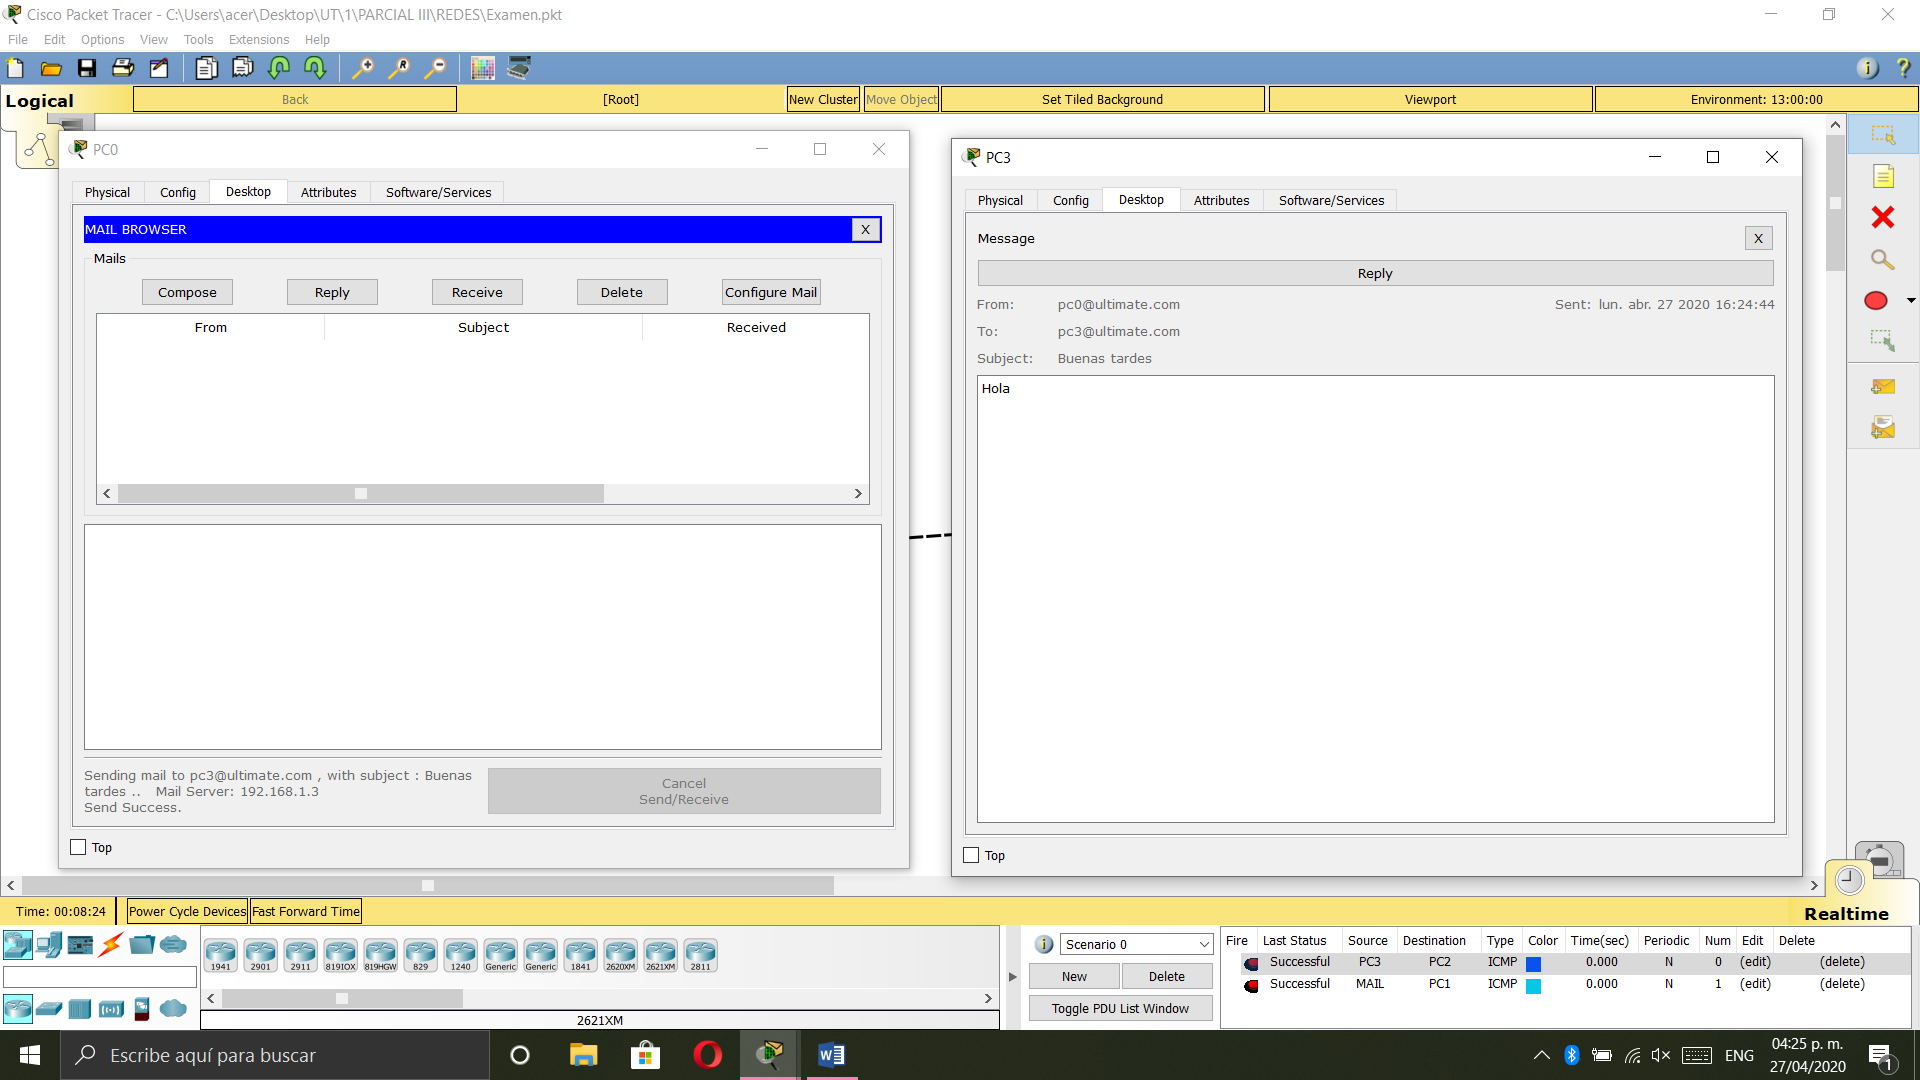 Cisco Packet Tracer - C:\Users\acer\Desktop\UT\1\PARCIAL III\REDES\Examen.pkt
File Edit Options View Tools Extensions Help
Logical Back [Root] New Cluster Move Object Set Tiled Background Viewport Environment: 13:00:00
PC0
Physical Config Desktop Attributes Software/Services
MAIL BROWSER X
Mails
Compose Reply Receive Delete Configure Mail
From Subject Received
Sending mail to pc3@ultimate.com , with subject : Buenas
tardes .. Mail Server: 192.168.1.3
Send Success.
Cancel
Send/Receive
Top
PC3
Physical Config Desktop Attributes Software/Services
Message X
Reply
From: pc0@ultimate.com Sent: lun. abr. 27 2020 16:24:44
To: pc3@ultimate.com
Subject: Buenas tardes
Hola
Top
Time: 00:08:24 Power Cycle Devices Fast Forward Time Realtime
1941 2901 2911 819IOX 819HGW 829 1240 Generic Generic 1841 2620XM 2621XM 2811
2621XM
Scenario 0
New Delete
Toggle PDU List Window
Fire Last Status Source Destination Type Color Time(sec) Periodic Num Edit Delete
Successful PC3 PC2 ICMP 0.000 N 0 (edit) (delete)
Successful MAIL PC1 ICMP 0.000 N 1 (edit) (delete)
Escribe aquí para buscar
ENG
04:25 p. m.
27/04/2020
1